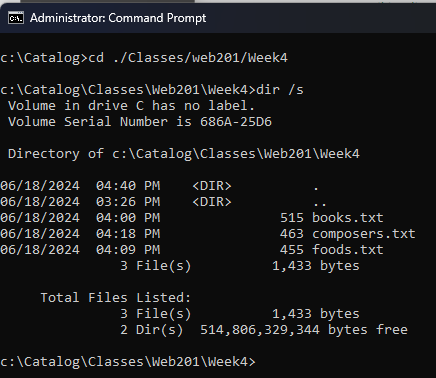 Administrator: Command Prompt
c:\Catalog>cd ./Classes/web201/Week4
c:\Catalog\Classes\Web201\Week4>dir /s
 Volume in drive C has no label.
 Volume Serial Number is 686A-25D6
 Directory of c:\Catalog\Classes\Web201\Week4
06/18/2024  04:40 PM    <DIR>          .
06/18/2024  03:26 PM    <DIR>          ..
06/18/2024  04:00 PM               515 books.txt
06/18/2024  04:18 PM               463 composers.txt
06/18/2024  04:09 PM               455 foods.txt
               3 File(s)          1,433 bytes
     Total Files Listed:
               3 File(s)          1,433 bytes
               2 Dir(s)  514,806,329,344 bytes free
c:\Catalog\Classes\Web201\Week4>